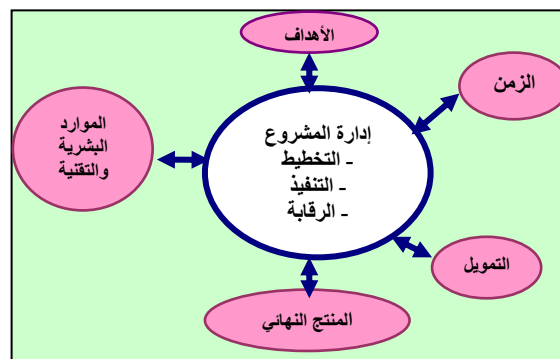 الأهداف
الزمن
الموارد
البشرية
والتقنية
إدارة المشروع
- التخطيط
- التنفيذ
- الرقابة
التمويل
المنتج النهائي